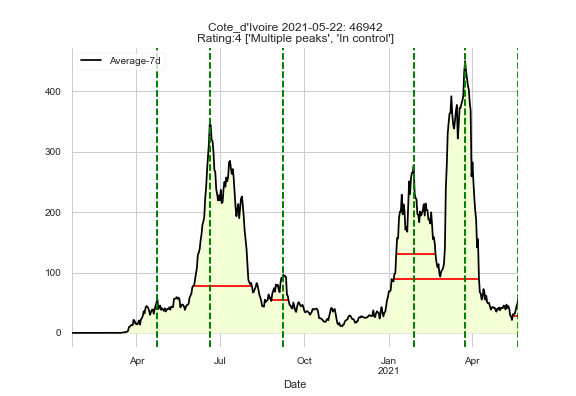 Cote_d'Ivoire 2021-05-22: 46942
Rating:4 ['Multiple peaks', 'In control']
Average-7d
400
300
200
100
0
Apr
Jul
Oct
Jan
2021
Apr
Date